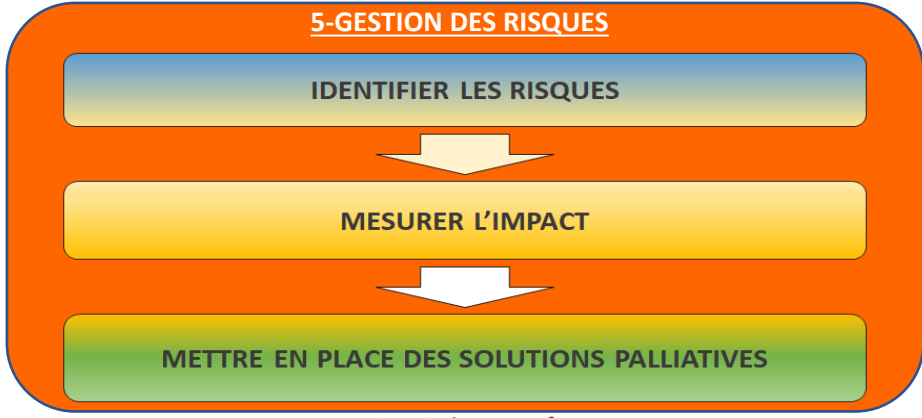 5-GESTION DES RISQUES
IDENTIFIER LES RISQUES
MESURER L'IMPACT
METTRE EN PLACE DES SOLUTIONS PALLIATIVES